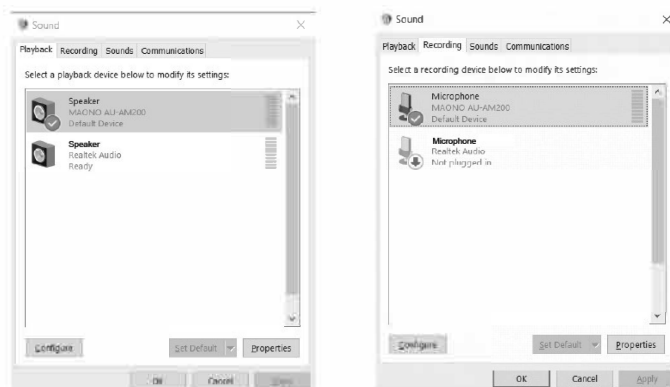 Sound
Playback Recording Sounds Communications
Select a playback device below to modify its settings:
Speaker
MAONO AU-AM200
Default Device
Speaker
Realtek Audio
Ready
Configure
Set Default
Properties
OK
Cancel
Sound
Playback Recording Sounds Communications
Select a recording device below to modify its settings:
Microphone
MAONO AU-AM200
Default Device
Microphone
Realtek Audio
Not plugged in
Configure
Set Default
Properties
OK
Cancel
Apply